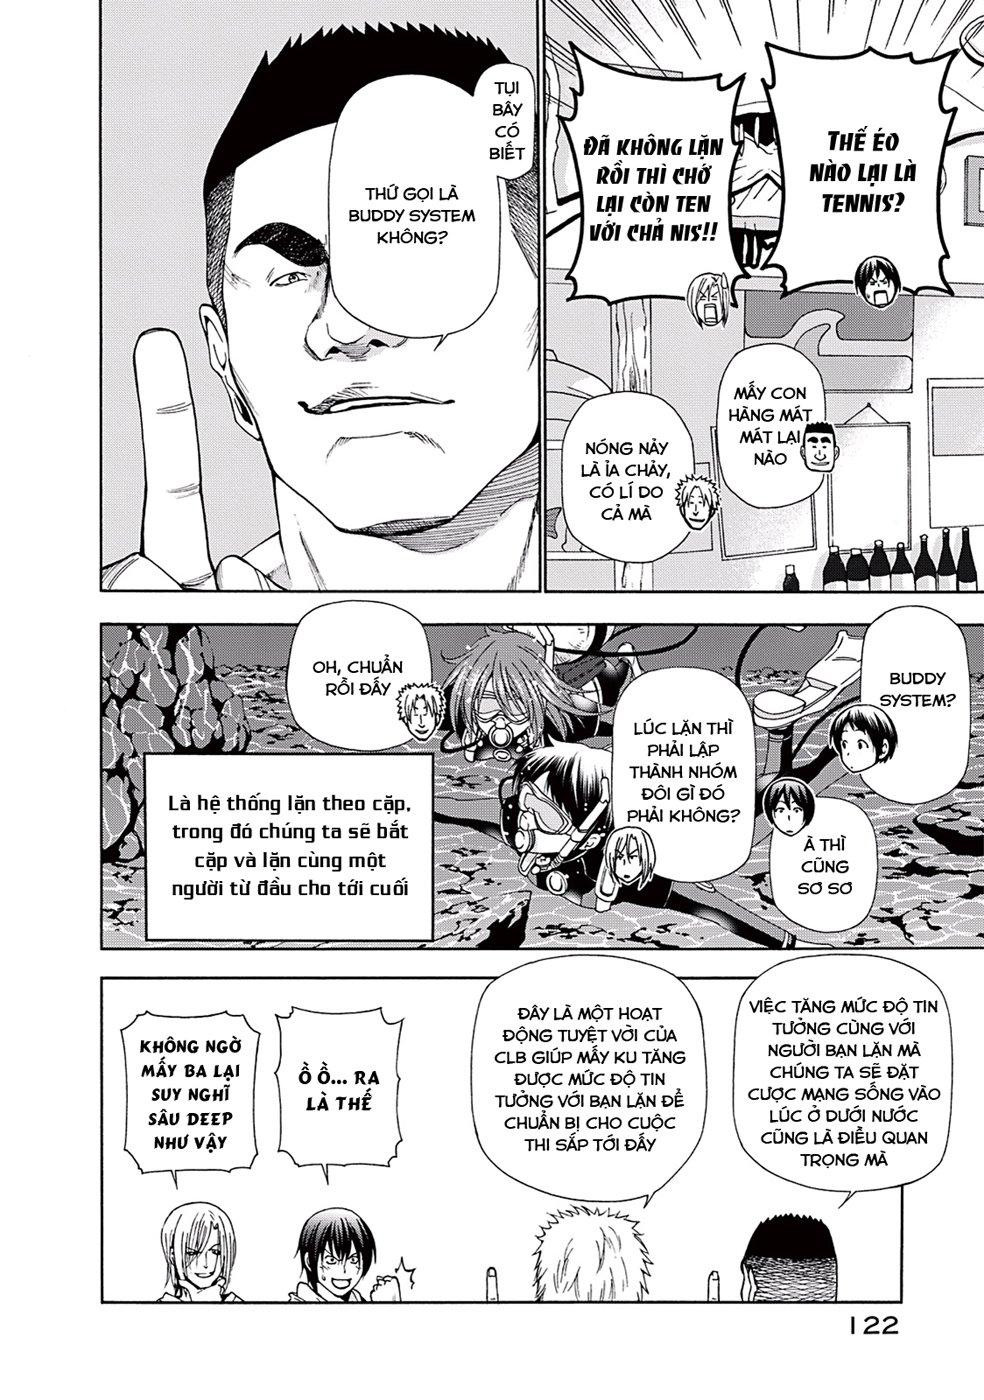 THẾ ÉO
NÀO LẠI LÀ
TENNIS?
ĐÃ KHÔNG LẶN
RỒI THÌ CHỚ
LẠI CÒN TEN
VỚI CHẢ NIS!!
MẤY CON
HÀNG MÁT
MÁT LẠI
NÀO
NÓNG NẢY
LÀ ỈA CHẢY,
CÓ LÍ DO
CẢ MÀ
TỤI
BÂY
CÓ
BIẾT
THỨ GỌI LÀ
BUDDY SYSTEM
KHÔNG?
BUDDY
SYSTEM?
À THÌ
CŨNG
SƠ SƠ
LÚC LẶN THÌ
PHẢI LẬP
THÀNH NHÓM
ĐÔI GÌ ĐÓ
PHẢI KHÔNG?
OH, CHUẨN
RỒI ĐẤY
Là hệ thống lặn theo cặp,
trong đó chúng ta sẽ bắt
cặp và lặn cùng một
người từ đầu cho tới cuối
VIỆC TĂNG MỨC ĐỘ TIN
TƯỞNG CÙNG VỚI
NGƯỜI BẠN LẶN MÀ
CHÚNG TA SẼ ĐẶT
CƯỢC MẠNG SỐNG VÀO
LÚC Ở DƯỚI NƯỚC
CŨNG LÀ ĐIỀU QUAN
TRỌNG MÀ
ĐÂY LÀ MỘT HOẠT
ĐỘNG TUYỆT VỜI CỦA
CLB GIÚP MẤY KU TĂNG
ĐƯỢC MỨC ĐỘ TIN
TƯỞNG VỚI BẠN LẶN ĐỂ
CHUẨN BỊ CHO CUỘC
THI SẮP TỚI ĐẤY
Ồ Ồ... RA
LÀ THẾ
KHÔNG NGỜ
MẤY BA LẠI
SUY NGHĨ
SÂU DEEP
NHƯ VẬY
122